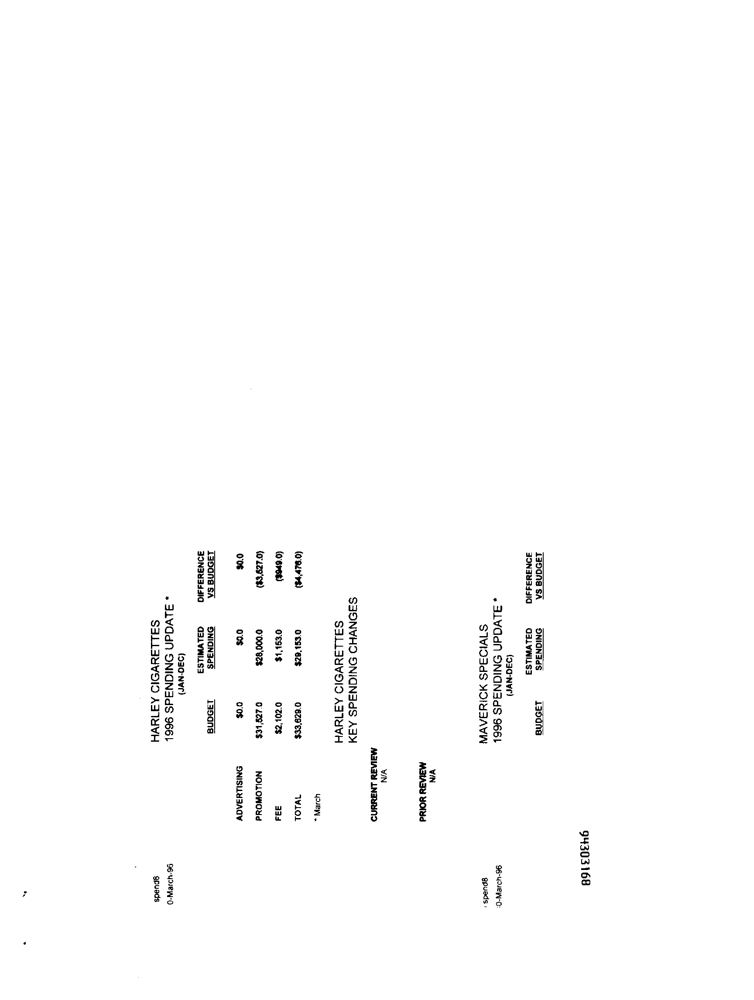 spend8
0-March-96
HARLEY CIGARETTES
1996 SPENDING UPDATE *
(JAN-DEC)
BUDGET ESTIMATED SPENDING DIFFERENCE VS BUDGET
ADVERTISING $0.0 $0.0 $0.0
PROMOTION $31,527.0 $28,000.0 ($3,527.0)
FEE $2,102.0 $1,153.0 ($949.0)
TOTAL $33,629.0 $29,153.0 ($4,476.0)
* March
HARLEY CIGARETTES
KEY SPENDING CHANGES
CURRENT REVIEW
N/A
PRIOR REVIEW
N/A
spend8
0-March-96
MAVERICK SPECIALS
1996 SPENDING UPDATE *
(JAN-DEC)
BUDGET ESTIMATED SPENDING DIFFERENCE VS BUDGET
94303168